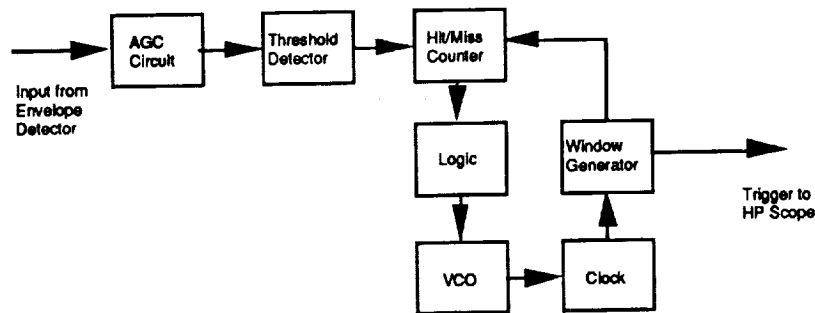 AGC
Circuit
Threshold
Detector
Hit/Miss
Counter
Input from
Envelope
Detector
Logic
Window
Generator
Trigger to
HP Scope
VCO
Clock